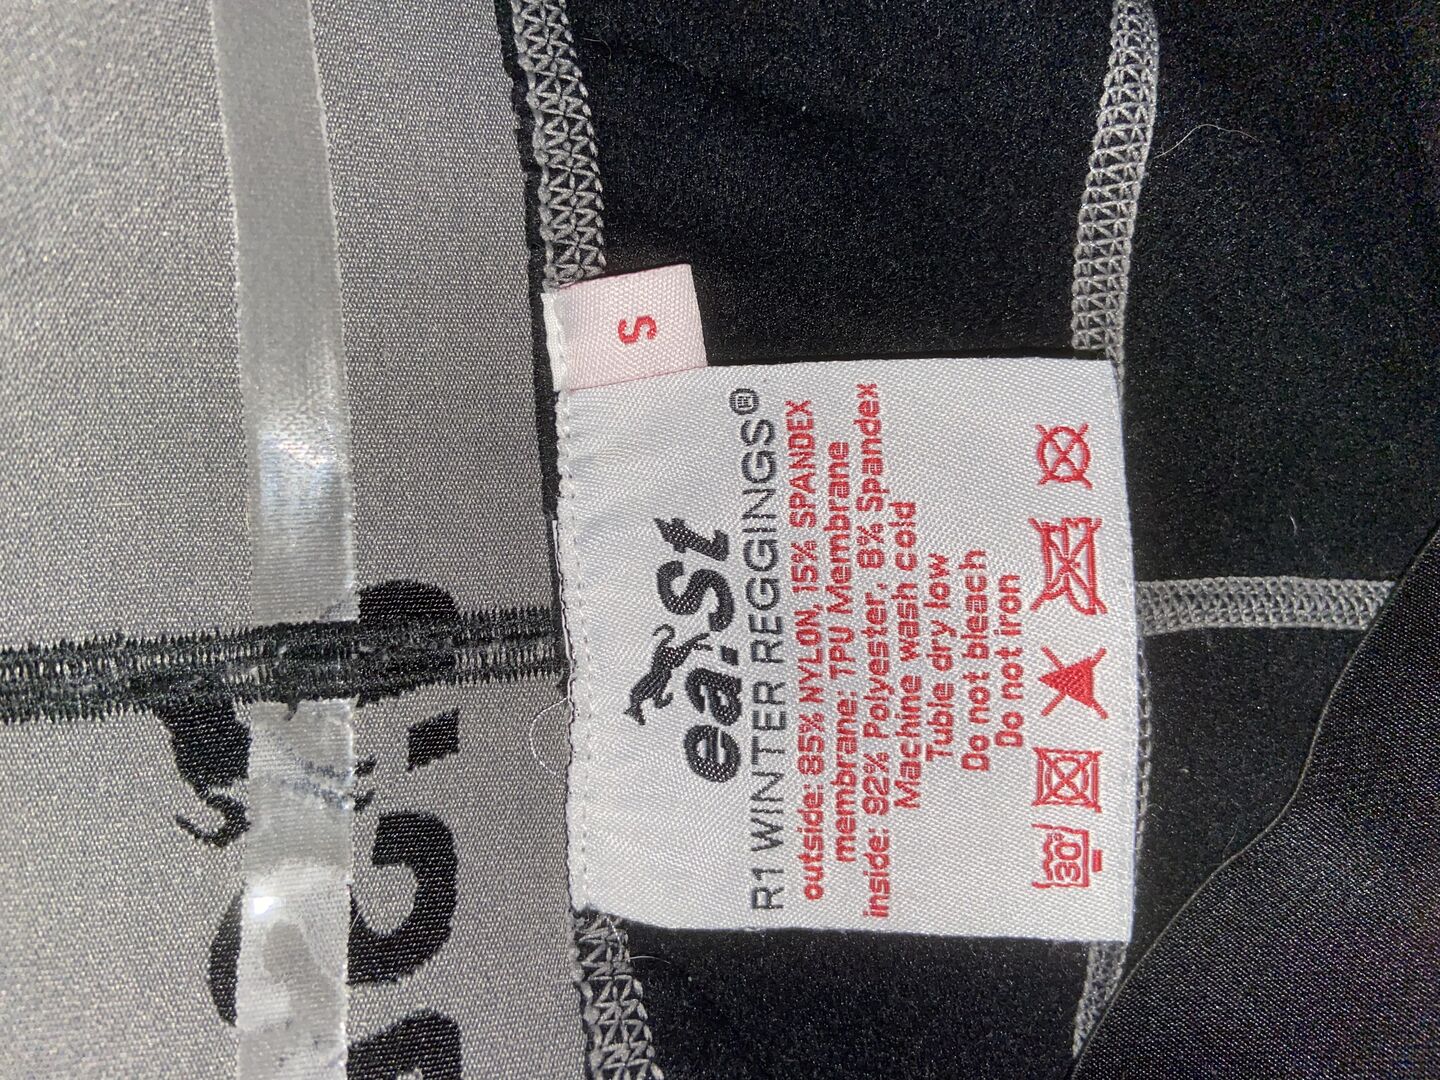 S
ea.St
R1 WINTER REGGINGS®
outside: 85% NYLON, 15% SPANDEX
membrane: TPU Membrane
inside: 92% Polyester, 8% Spandex
Machine wash cold
Tuble dry low
Do not bleach
Do not iron
30°